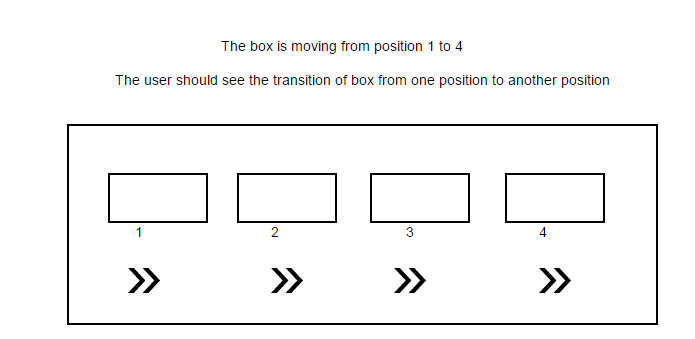 The box is moving from position 1 to 4
The user should see the transition of box from one position to another position
1 2 3 4